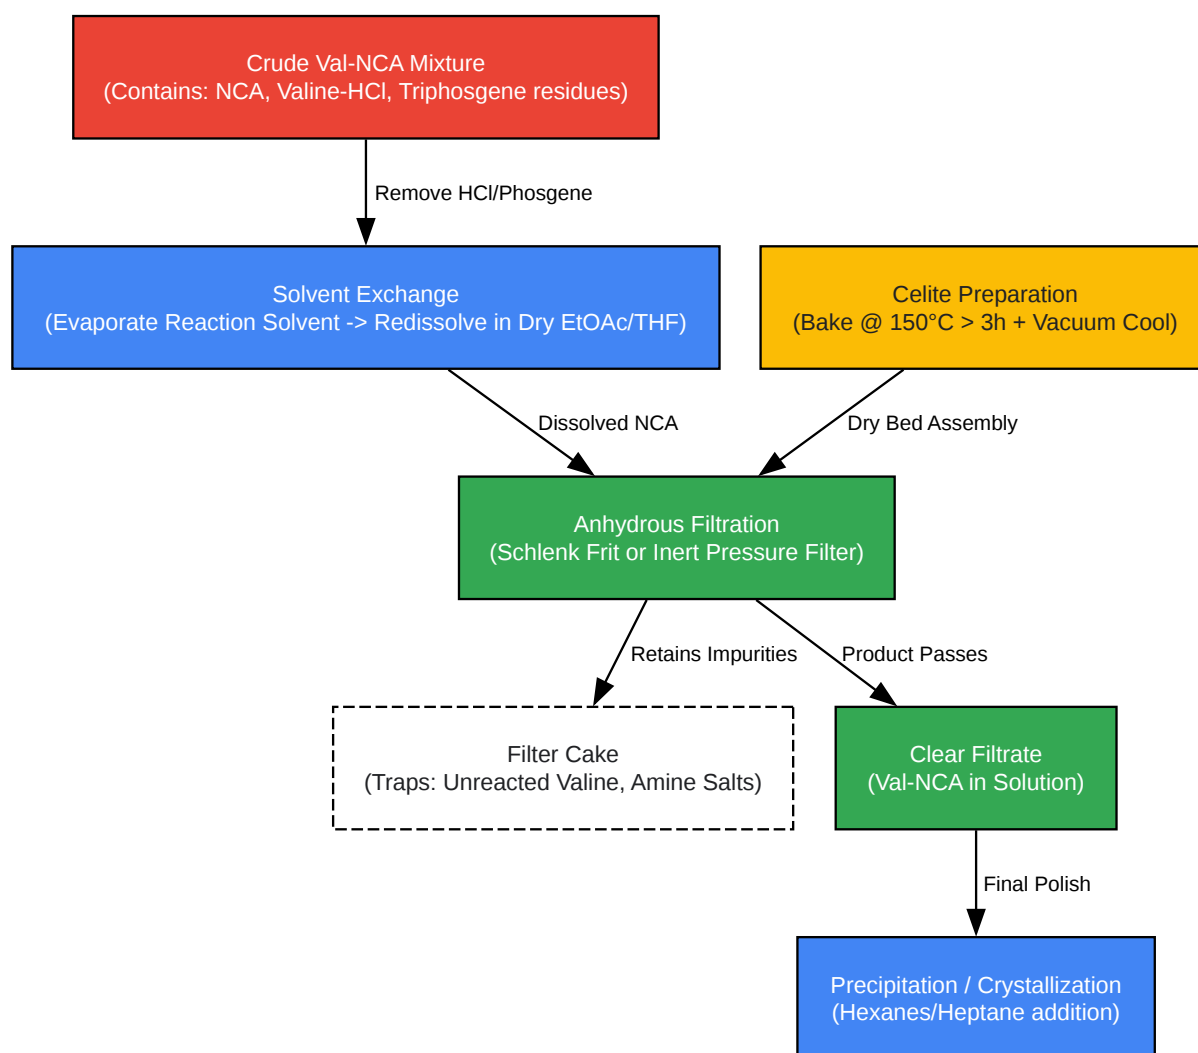 Crude Val-NCA Mixture
(Contains: NCA, Valine-HCl, Triphosgene residues)
Remove HCl/Phosgene
Solvent Exchange
(Evaporate Reaction Solvent -> Redissolve in Dry EtOAc/THF)
Celite Preparation
(Bake @ 150°C > 3h + Vacuum Cool)
Dissolved NCA
Dry Bed Assembly
Anhydrous Filtration
(Schlenk Frit or Inert Pressure Filter)
Retains Impurities
Product Passes
Filter Cake
(Traps: Unreacted Valine, Amine Salts)
Clear Filtrate
(Val-NCA in Solution)
Final Polish
Precipitation / Crystallization
(Hexanes/Heptane addition)